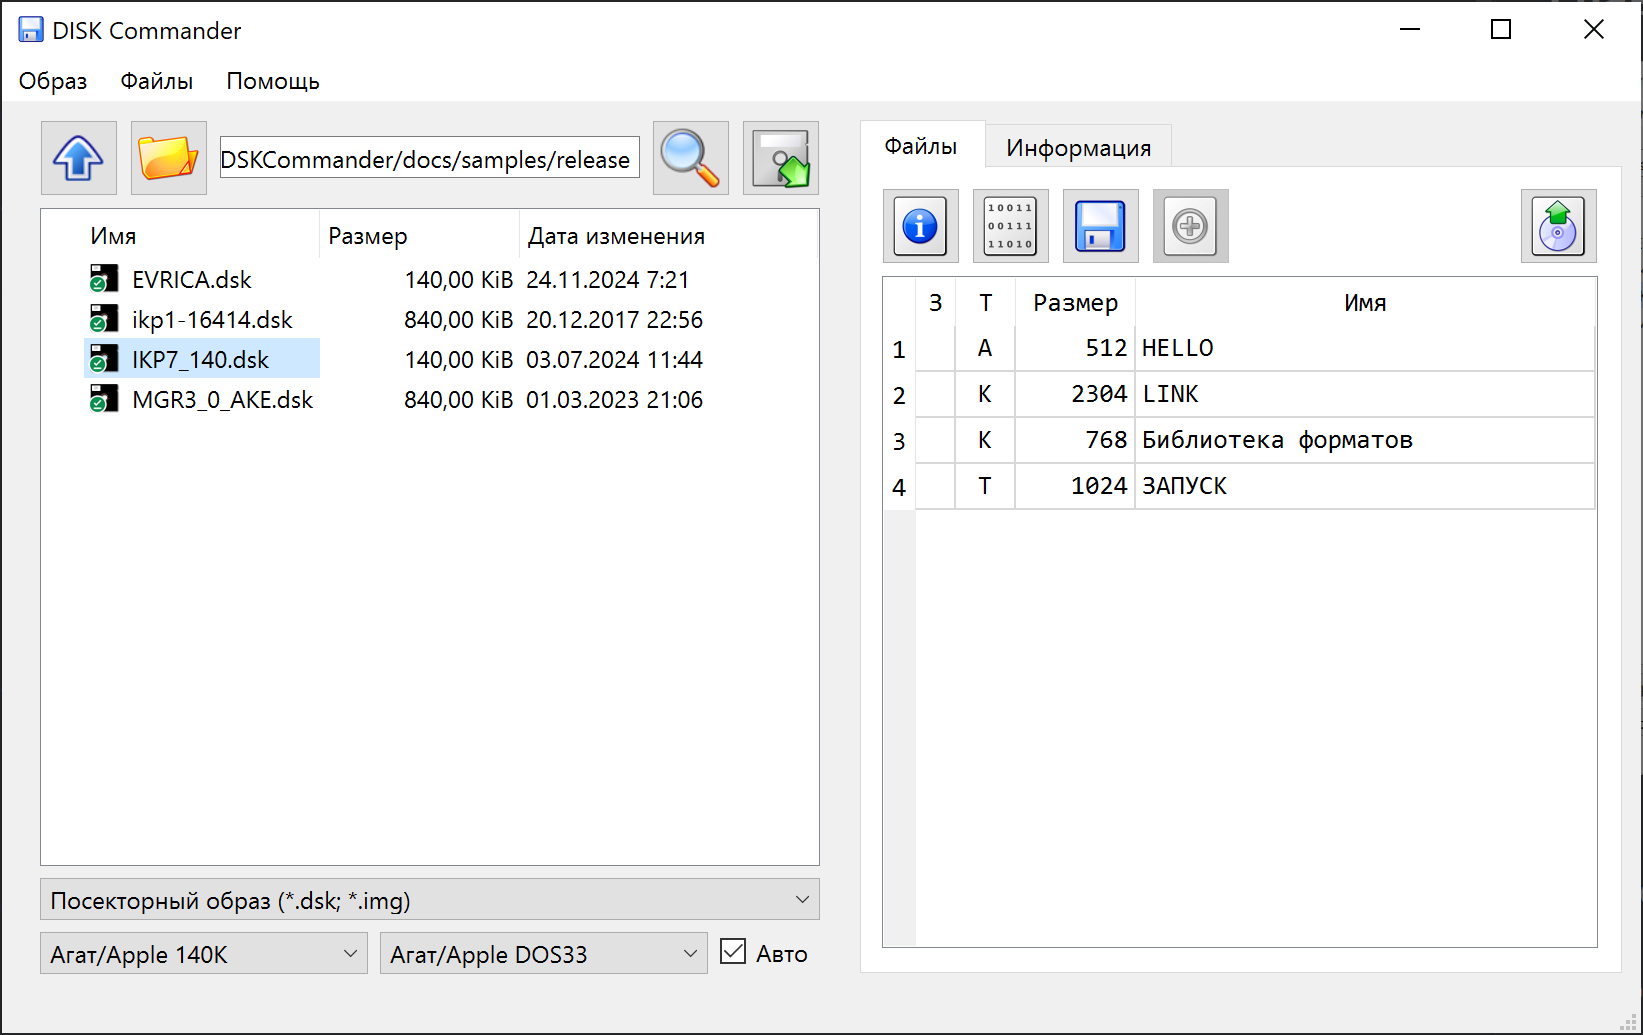 DISK Commander
Образ Файлы Помощь
DSKCommander/docs/samples/release
Имя Размер Дата изменения
EVRICA.dsk 140,00 KiB 24.11.2024 7:21
ikp1-16414.dsk 840,00 KiB 20.12.2017 22:56
IKP7_140.dsk 140,00 KiB 03.07.2024 11:44
MGR3_0_AKE.dsk 840,00 KiB 01.03.2023 21:06
Посекторный образ (*.dsk; *.img)
Агат/Apple 140K Агат/Apple DOS33 Авто
Файлы Информация
10011
00111
11010
З Т Размер Имя
1 А 512 HELLO
2 К 2304 LINK
3 К 768 Библиотека форматов
4 Т 1024 ЗАПУСК